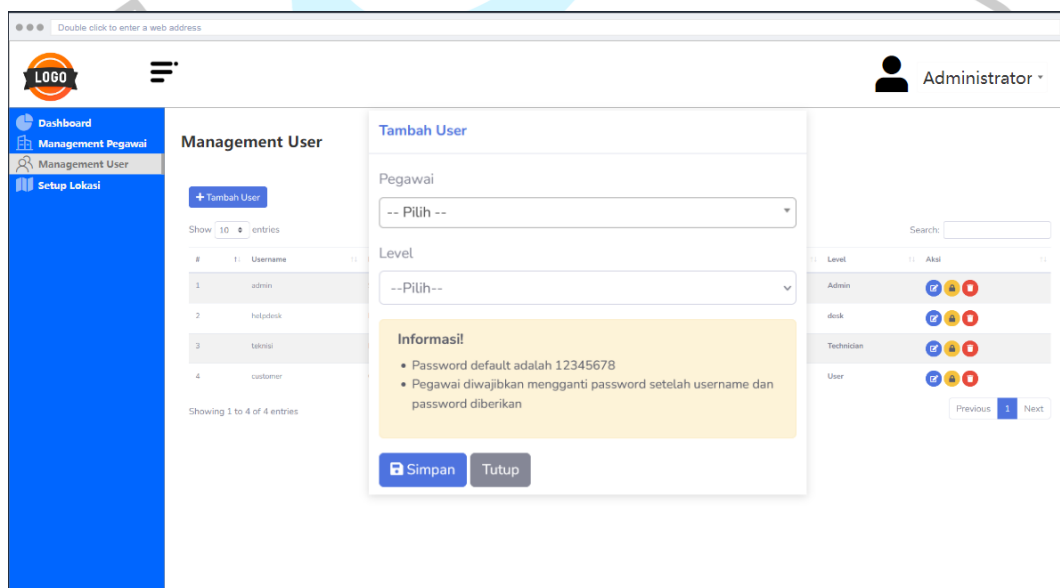 Double click to enter a web address
LOGO
Administrator
Dashboard
Management Pegawai
Management User
Setup Lokasi
Management User
+ Tambah User
Show 10 entries
Search:
# Username Level Aksi
1 admin Admin
2 helpdesk desk
3 teknisi Technician
4 customer User
Showing 1 to 4 of 4 entries
Previous 1 Next
Tambah User
Pegawai
-- Pilih --
Level
--Pilih--
Informasi!
• Password default adalah 12345678
• Pegawai diwajibkan mengganti password setelah username dan
password diberikan
Simpan Tutup